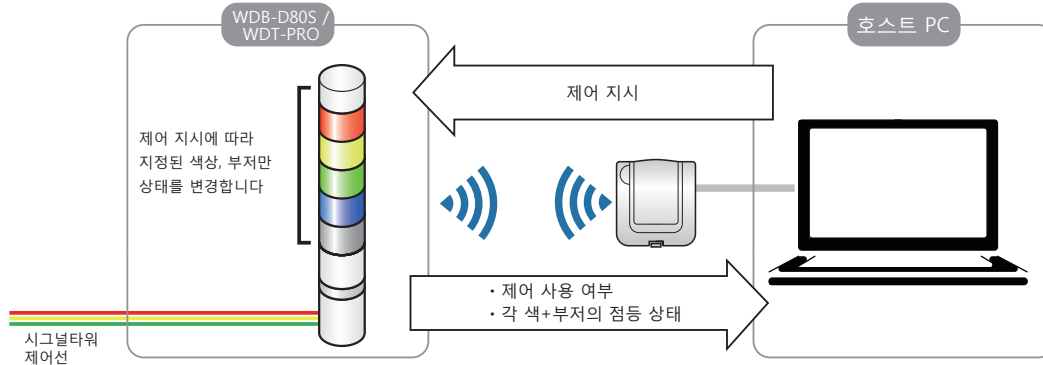 WDB-D80S /
WDT-PRO
호스트 PC
제어 지시
제어 지시에 따라
지정된 색상, 부저만
상태를 변경합니다
・제어 사용 여부
・각 색+부저의 점등 상태
시그널타워
제어선